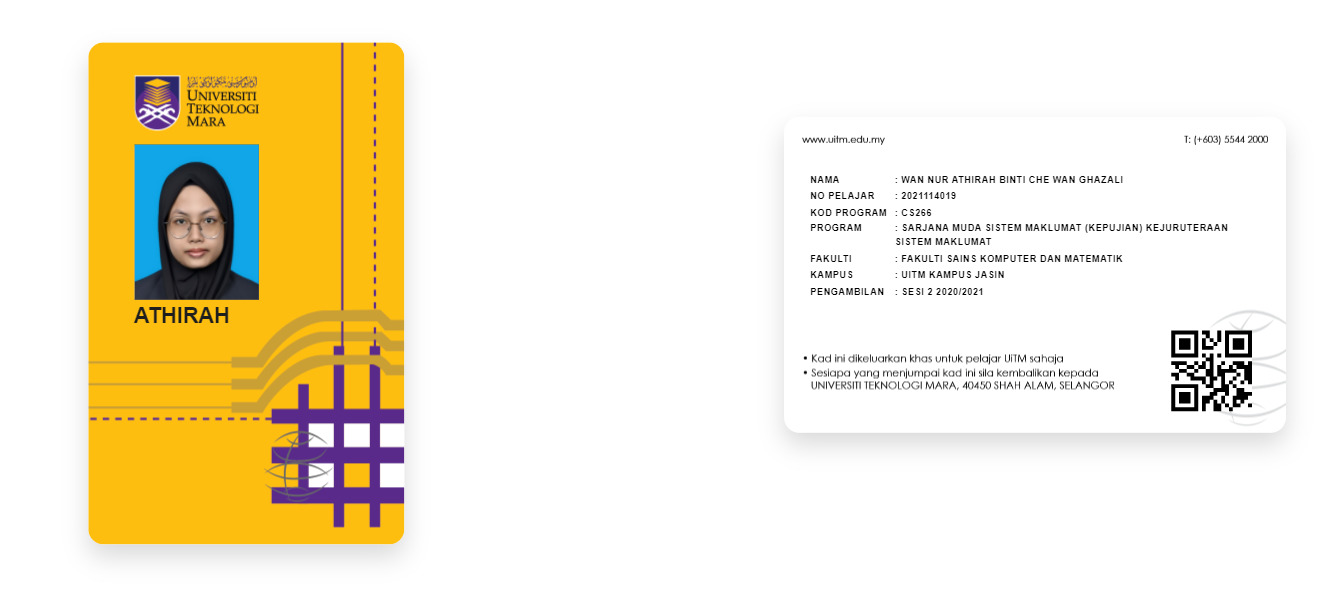 UNIVERSITI
TEKNOLOGI
MARA
ATHIRAH
www.uitm.edu.my
T: (+603) 5544 2000
NAMA : WAN NUR ATHIRAH BINTI CHE WAN GHAZALI
NO PELAJAR : 2021114019
KOD PROGRAM : CS266
PROGRAM : SARJANA MUDA SISTEM MAKLUMAT (KEPUJIAN) KEJURUTERAAN
SISTEM MAKLUMAT
FAKULTI : FAKULTI SAINS KOMPUTER DAN MATEMATIK
KAMPUS : UITM KAMPUS JASIN
PENGAMBILAN : SESI 2 2020/2021
• Kad ini dikeluarkan khas untuk pelajar UiTM sahaja
• Sesiapa yang menjumpai kad ini sila kembalikan kepada
UNIVERSITI TEKNOLOGI MARA, 40450 SHAH ALAM, SELANGOR